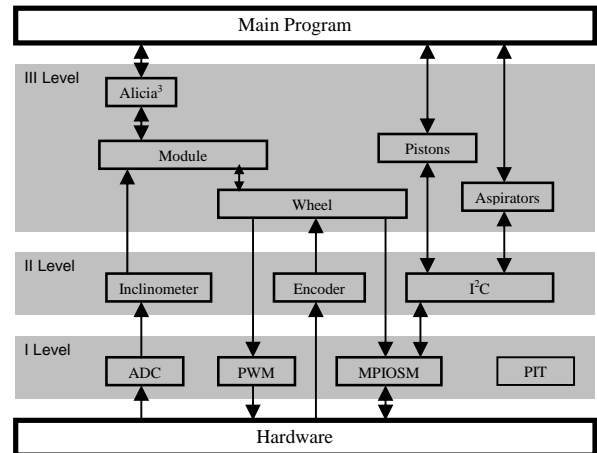 Main Program
III Level
Alicia³
Module
Pistons
Aspirators
Wheel
II Level
Inclinometer
Encoder
I²C
I Level
ADC
PWM
MPIOSM
PIT
Hardware